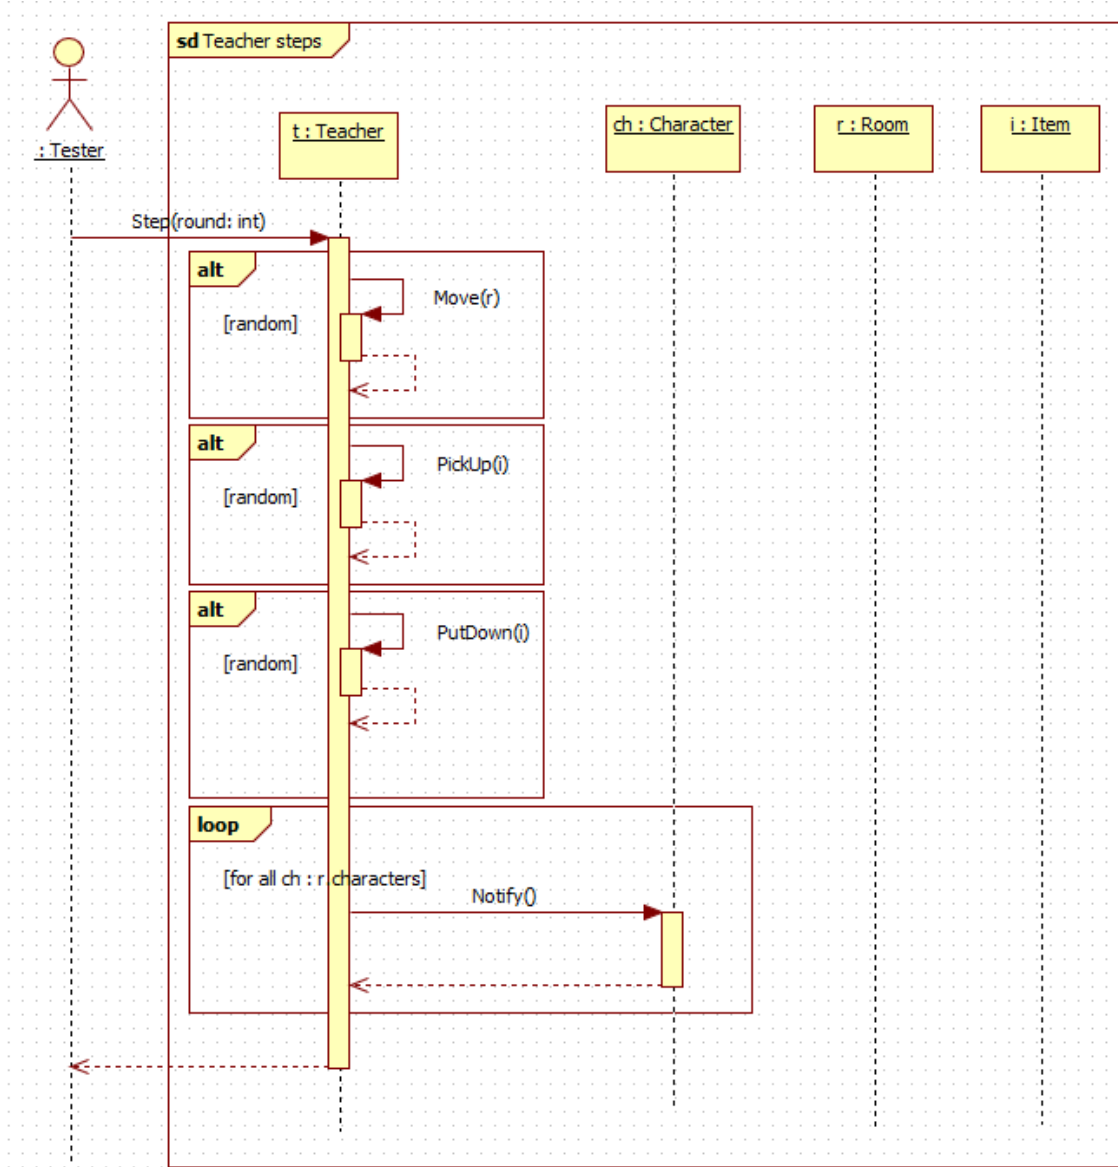 sd Teacher steps
: Tester
t : Teacher
ch : Character
r : Room
i : Item
Step(round: int)
alt
Move(r)
[random]
alt
PickUp(i)
[random]
alt
PutDown(i)
[random]
loop
[for all ch : r.characters]
Notify()